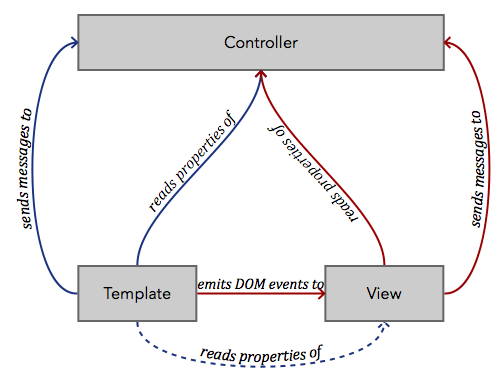 Controller
sends messages to
reads properties of
reads properties of
sends messages to
Template
emits DOM events to
View
reads properties of